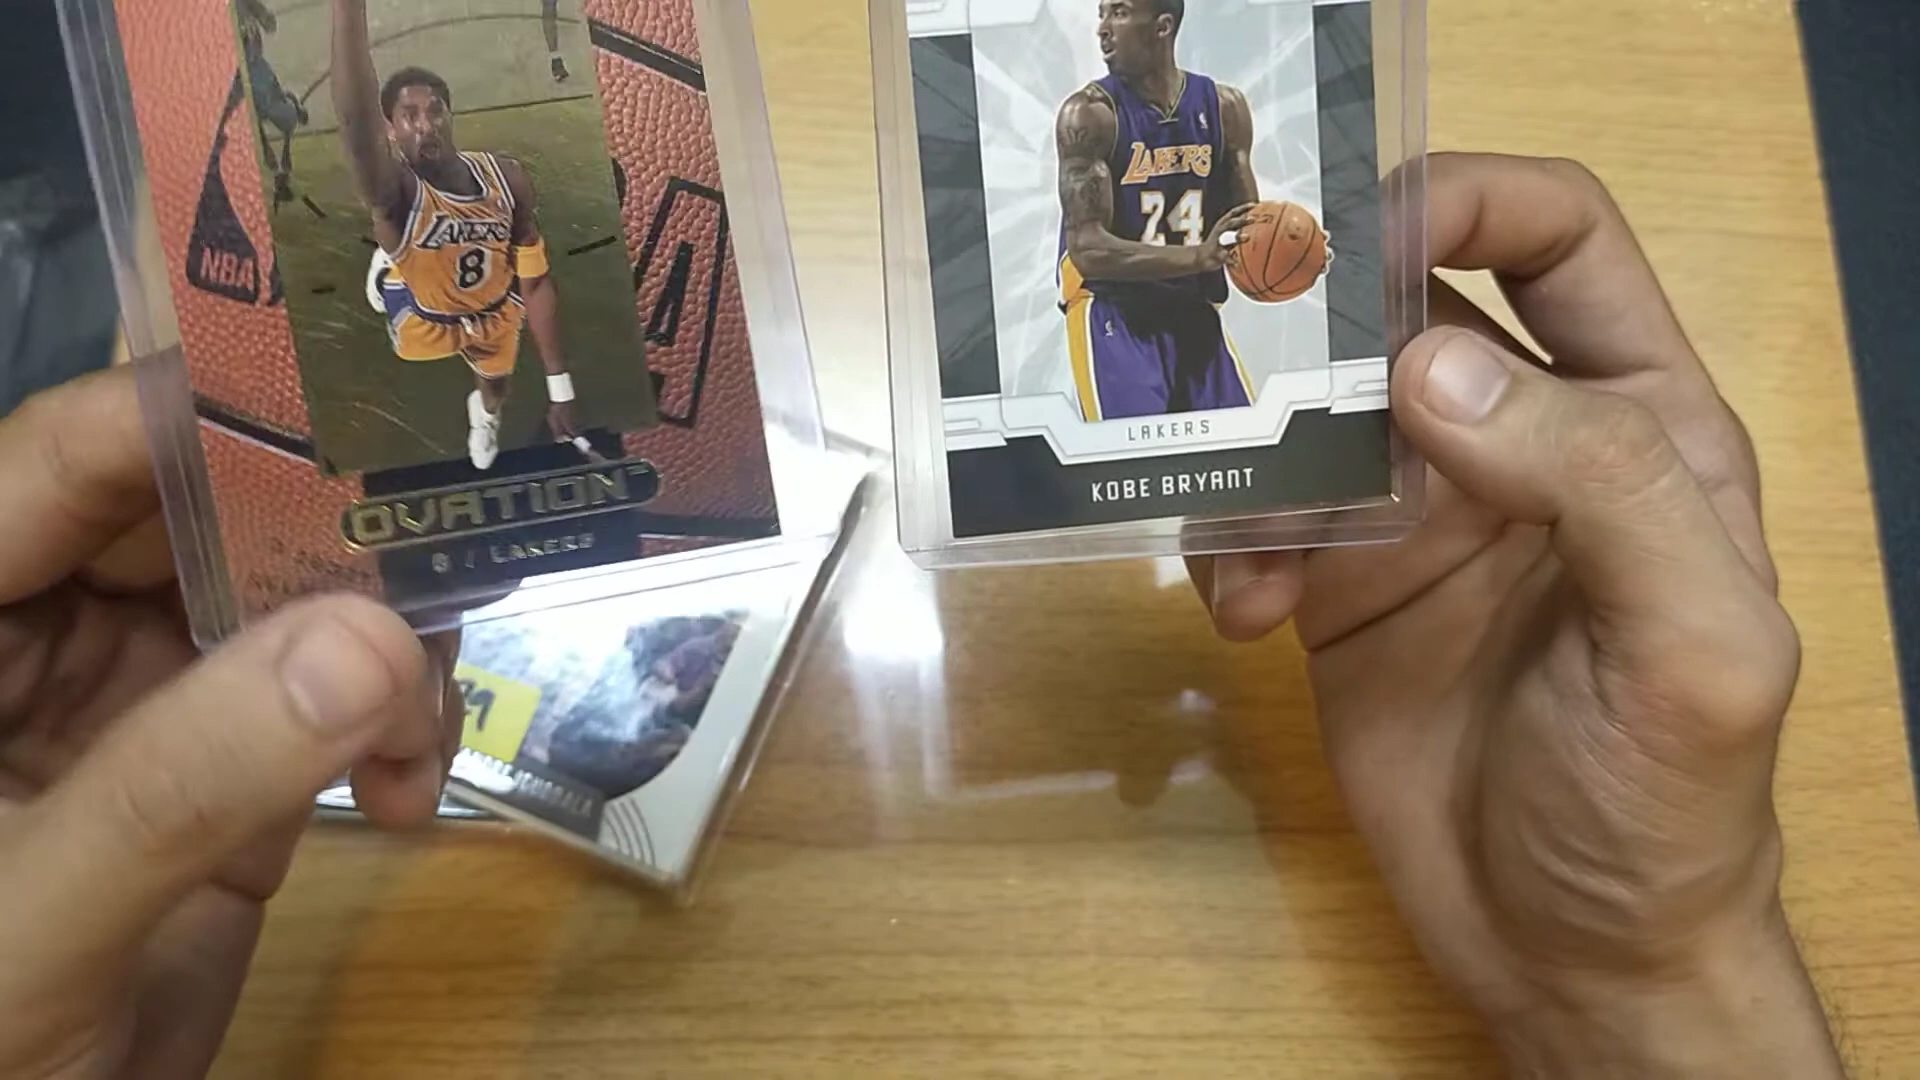 NBA
LAKERS
8
OVATION
8 / LAKERS
LAKERS
24
LAKERS
KOBE BRYANT